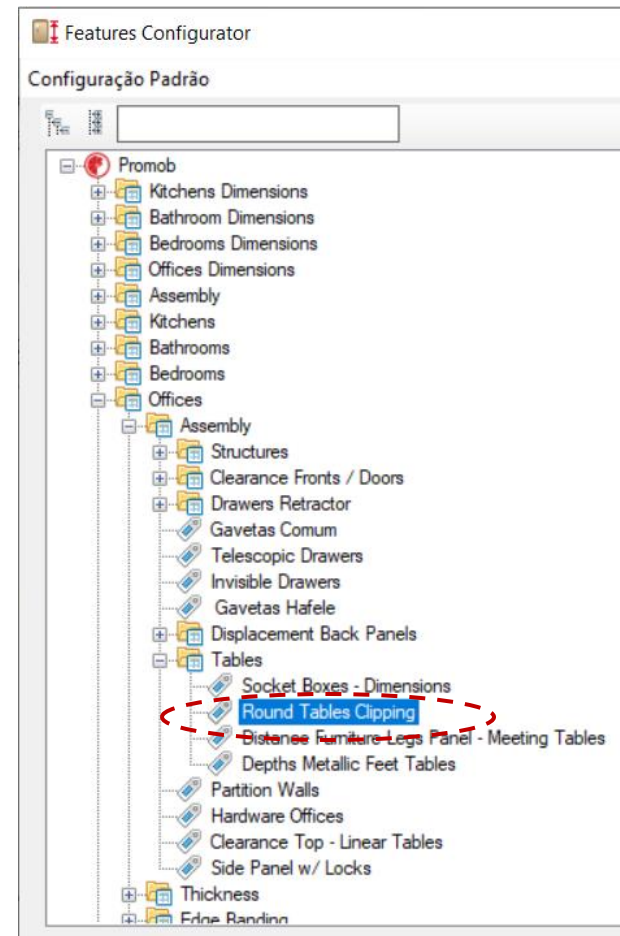 Features Configurator
Configuração Padrão
Promob
Kitchens Dimensions
Bathroom Dimensions
Bedrooms Dimensions
Offices Dimensions
Assembly
Kitchens
Bathrooms
Bedrooms
Offices
Assembly
Structures
Clearance Fronts / Doors
Drawers Retractor
Gavetas Comum
Telescopic Drawers
Invisible Drawers
Gavetas Hafele
Displacement Back Panels
Tables
Socket Boxes - Dimensions
Round Tables Clipping
Distance Furniture Legs Panel - Meeting Tables
Depths Metallic Feet Tables
Partition Walls
Hardware Offices
Clearance Top - Linear Tables
Side Panel w/ Locks
Thickness
Edge Banding